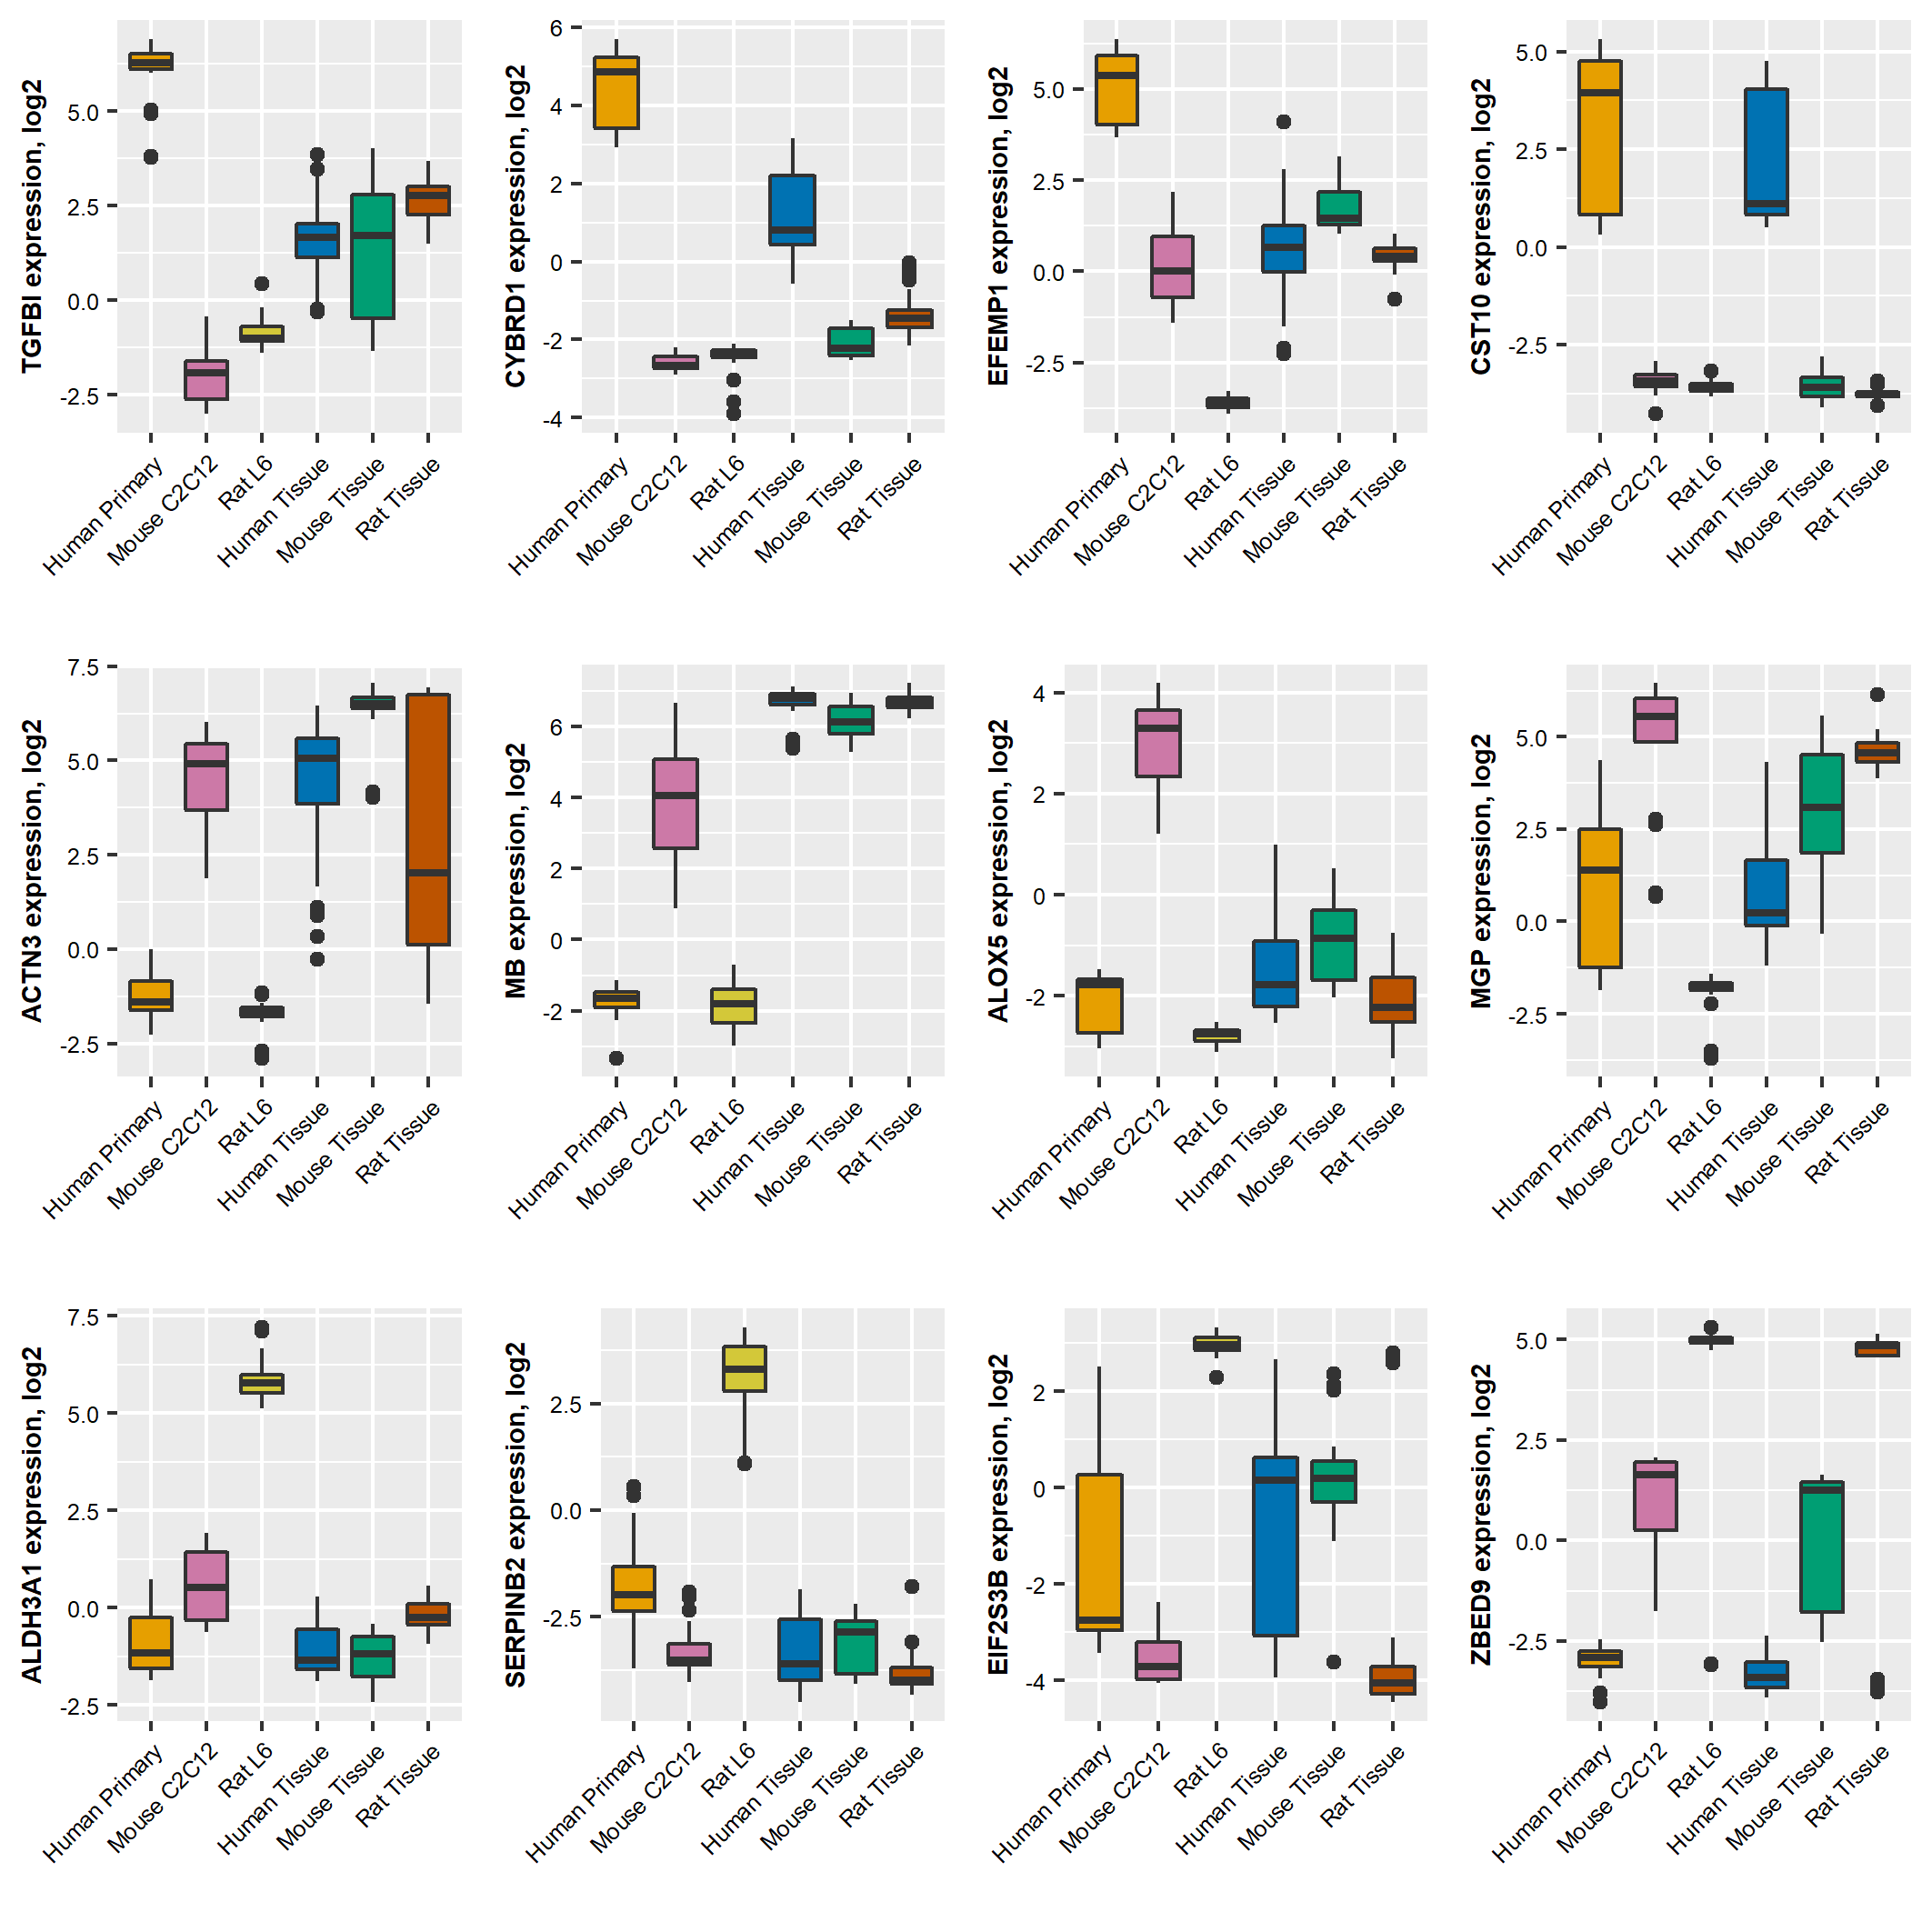 TGFBI expression, log2
5.0
2.5
0.0
-2.5
Human Primary
Mouse C2C12
Rat L6
Human Tissue
Mouse Tissue
Rat Tissue
CYBRD1 expression, log2
6
4
2
0
-2
-4
Human Primary
Mouse C2C12
Rat L6
Human Tissue
Mouse Tissue
Rat Tissue
EFEMP1 expression, log2
5.0
2.5
0.0
-2.5
Human Primary
Mouse C2C12
Rat L6
Human Tissue
Mouse Tissue
Rat Tissue
CST10 expression, log2
5.0
2.5
0.0
-2.5
Human Primary
Mouse C2C12
Rat L6
Human Tissue
Mouse Tissue
Rat Tissue
ACTN3 expression, log2
7.5
5.0
2.5
0.0
-2.5
Human Primary
Mouse C2C12
Rat L6
Human Tissue
Mouse Tissue
Rat Tissue
MB expression, log2
6
4
2
0
-2
Human Primary
Mouse C2C12
Rat L6
Human Tissue
Mouse Tissue
Rat Tissue
ALOX5 expression, log2
4
2
0
-2
Human Primary
Mouse C2C12
Rat L6
Human Tissue
Mouse Tissue
Rat Tissue
MGP expression, log2
5.0
2.5
0.0
-2.5
Human Primary
Mouse C2C12
Rat L6
Human Tissue
Mouse Tissue
Rat Tissue
ALDH3A1 expression, log2
7.5
5.0
2.5
0.0
-2.5
Human Primary
Mouse C2C12
Rat L6
Human Tissue
Mouse Tissue
Rat Tissue
SERPINB2 expression, log2
2.5
0.0
-2.5
Human Primary
Mouse C2C12
Rat L6
Human Tissue
Mouse Tissue
Rat Tissue
EIF2S3B expression, log2
2
0
-2
-4
Human Primary
Mouse C2C12
Rat L6
Human Tissue
Mouse Tissue
Rat Tissue
ZBED9 expression, log2
5.0
2.5
0.0
-2.5
Human Primary
Mouse C2C12
Rat L6
Human Tissue
Mouse Tissue
Rat Tissue